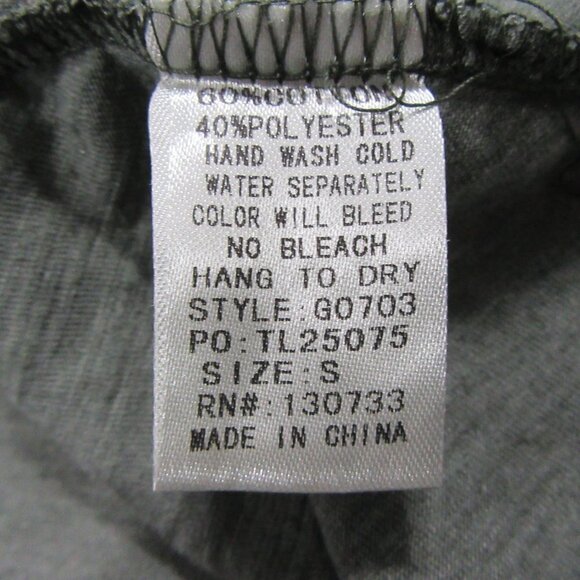 60%COTTON
40%POLYESTER
HAND WASH COLD
WATER SEPARATELY
COLOR WILL BLEED
NO BLEACH
HANG TO DRY
STYLE:G0703
PO:TL25075
SIZE:S
RN#:130733
MADE IN CHINA